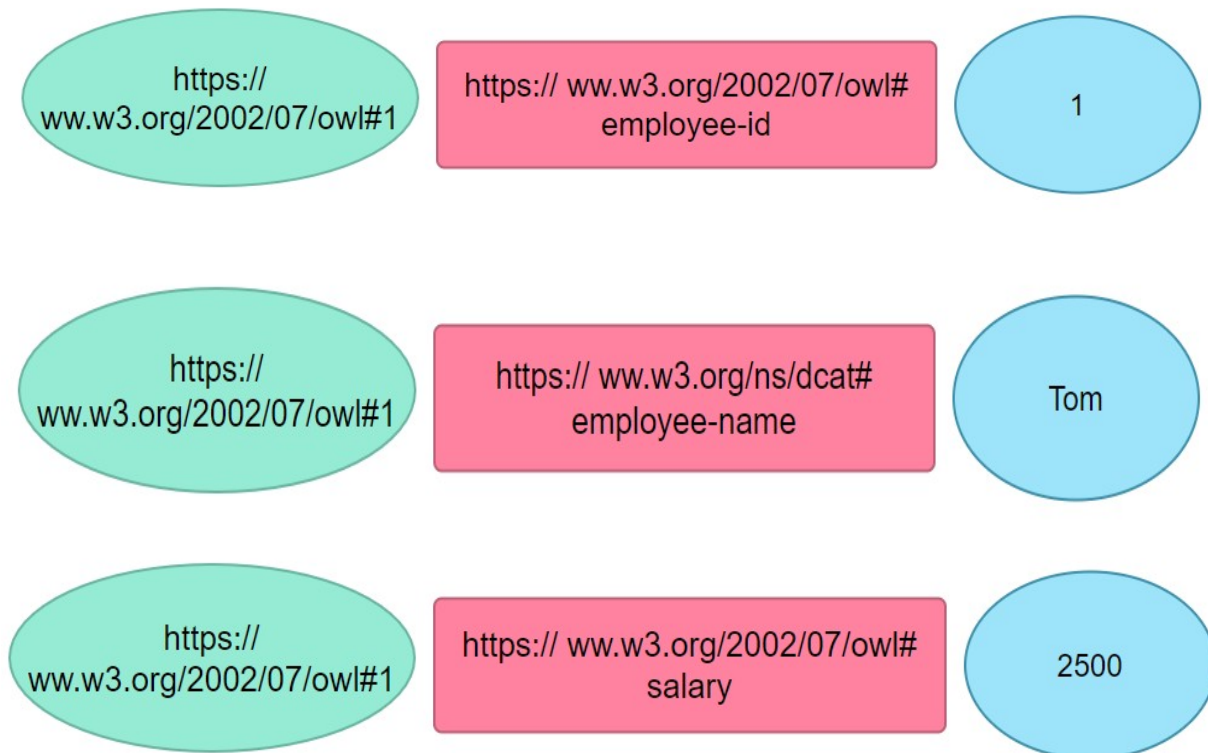 https://
ww.w3.org/2002/07/owl#1
https:// ww.w3.org/2002/07/owl#
employee-id
1
https://
ww.w3.org/2002/07/owl#1
https:// ww.w3.org/ns/dcat#
employee-name
Tom
https://
ww.w3.org/2002/07/owl#1
https:// ww.w3.org/2002/07/owl#
salary
2500